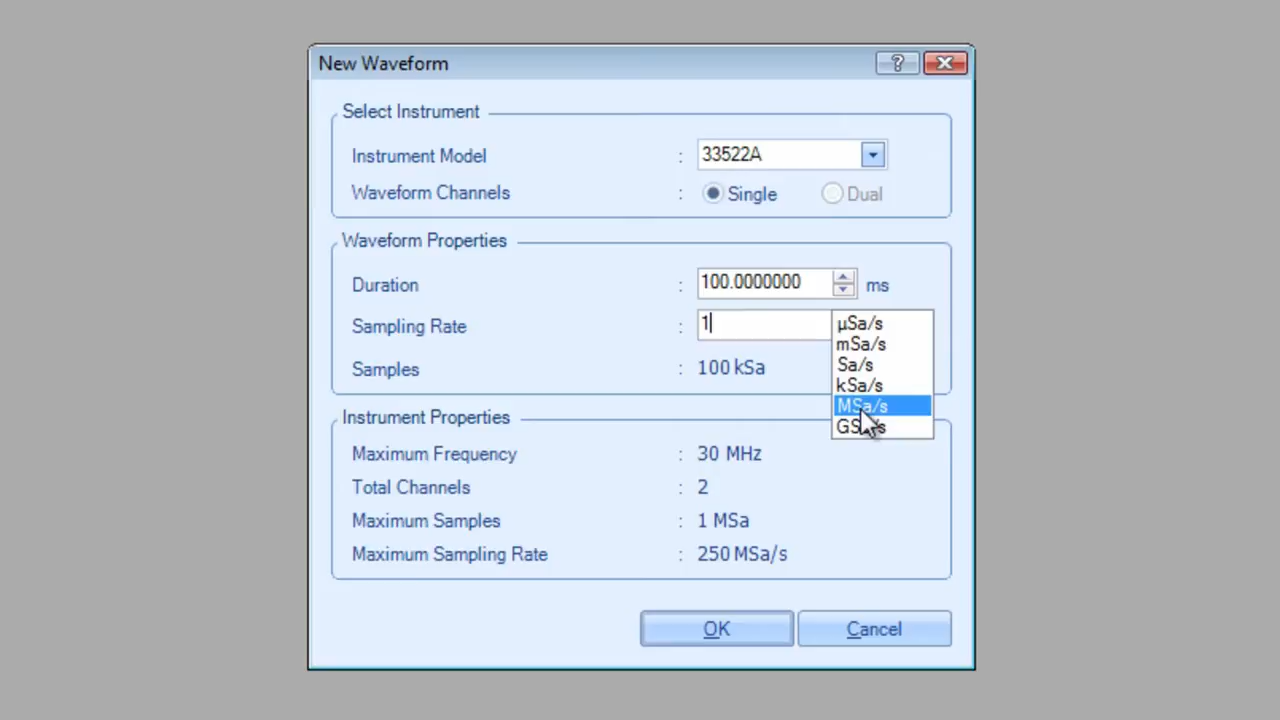 New Waveform
?
Select Instrument
Instrument Model : 33522A
Waveform Channels : Single Dual
Waveform Properties
Duration : 100.0000000 ms
Sampling Rate : 1
µSa/s
mSa/s
Sa/s
kSa/s
MSa/s
GSa/s
Samples : 100 kSa
Instrument Properties
Maximum Frequency : 30 MHz
Total Channels : 2
Maximum Samples : 1 MSa
Maximum Sampling Rate : 250 MSa/s
OK Cancel